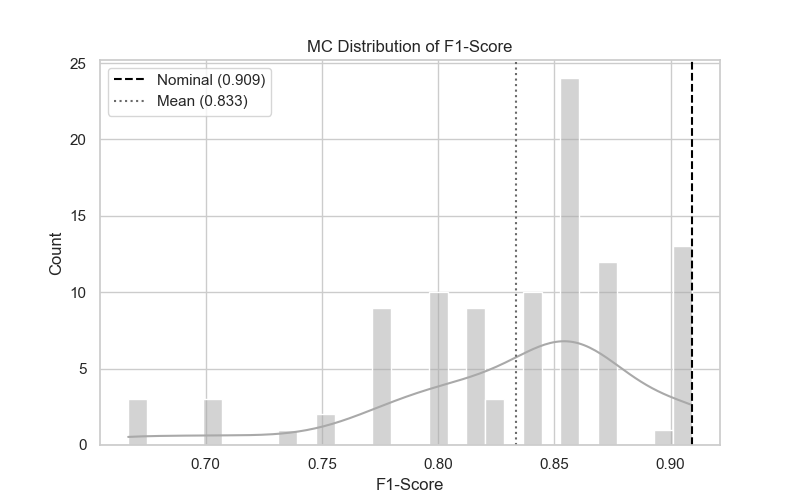 MC Distribution of F1-Score
Nominal (0.909)
Mean (0.833)
25
20
15
10
5
0
Count
0.70
0.75
0.80
0.85
0.90
F1-Score